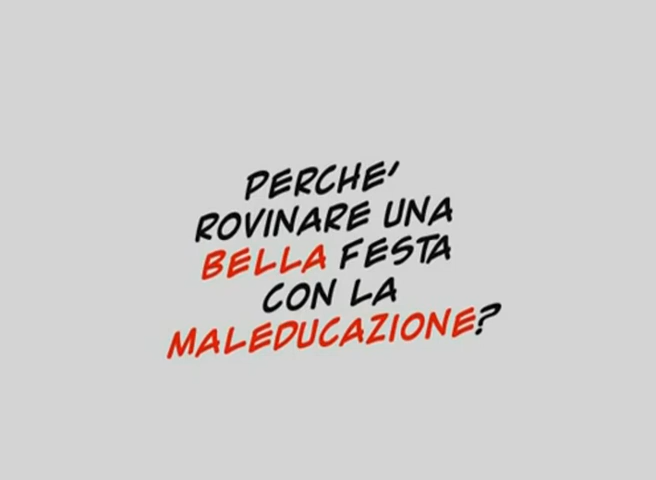 PERCHE'
ROVINARE UNA
BELLA FESTA
CON LA
MALEDUCAZIONE?